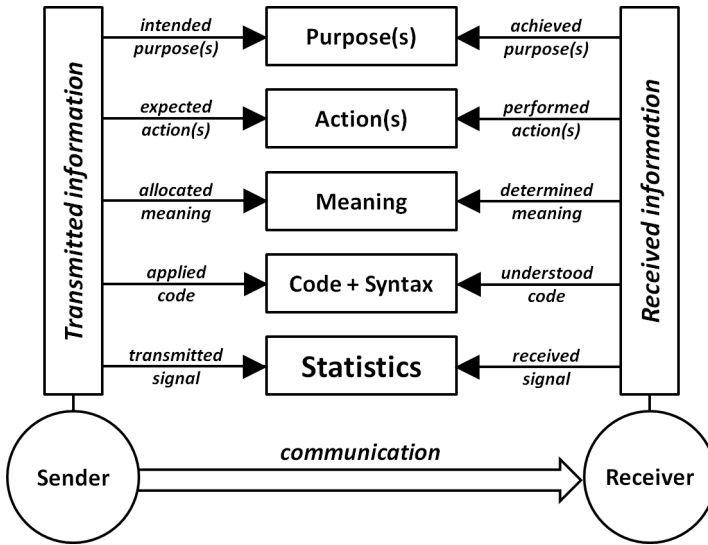 intended
purpose(s)
Purpose(s)
achieved
purpose(s)
expected
action(s)
Action(s)
performed
action(s)
allocated
meaning
Meaning
determined
meaning
applied
code
Code + Syntax
understood
code
transmitted
signal
Statistics
received
signal
Transmitted information
Received information
communication
Sender
Receiver